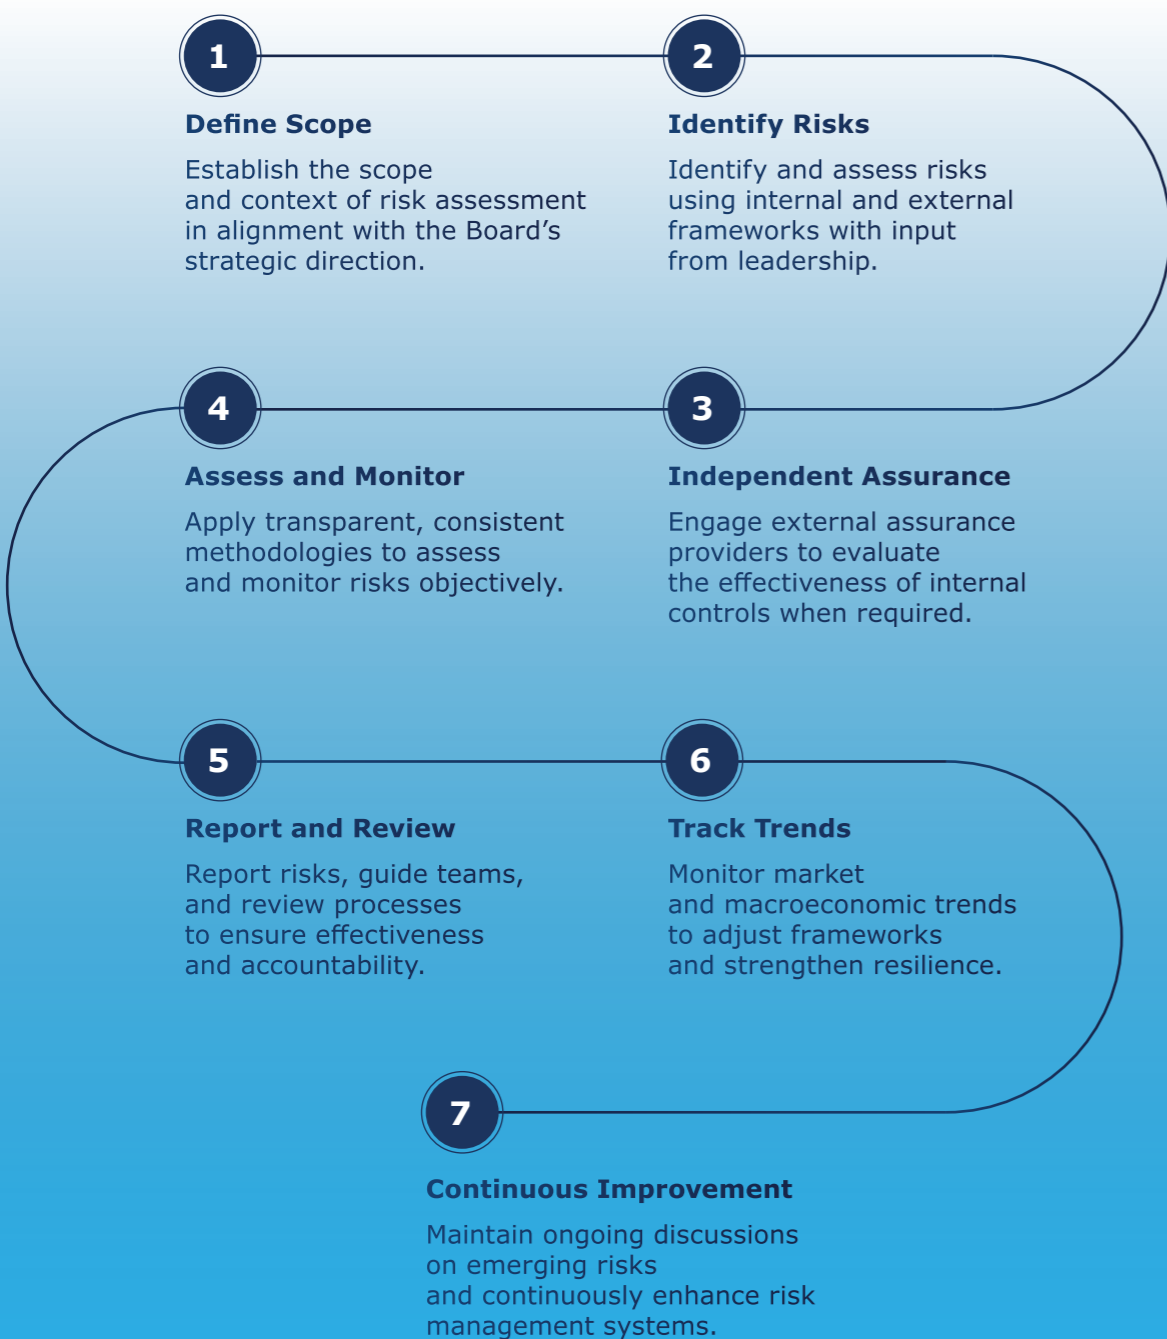 1
Define Scope
Establish the scope
and context of risk assessment
in alignment with the Board’s
strategic direction.
2
Identify Risks
Identify and assess risks
using internal and external
frameworks with input
from leadership.
3
Independent Assurance
Engage external assurance
providers to evaluate
the effectiveness of internal
controls when required.
4
Assess and Monitor
Apply transparent, consistent
methodologies to assess
and monitor risks objectively.
5
Report and Review
Report risks, guide teams,
and review processes
to ensure effectiveness
and accountability.
6
Track Trends
Monitor market
and macroeconomic trends
to adjust frameworks
and strengthen resilience.
7
Continuous Improvement
Maintain ongoing discussions
on emerging risks
and continuously enhance risk
management systems.